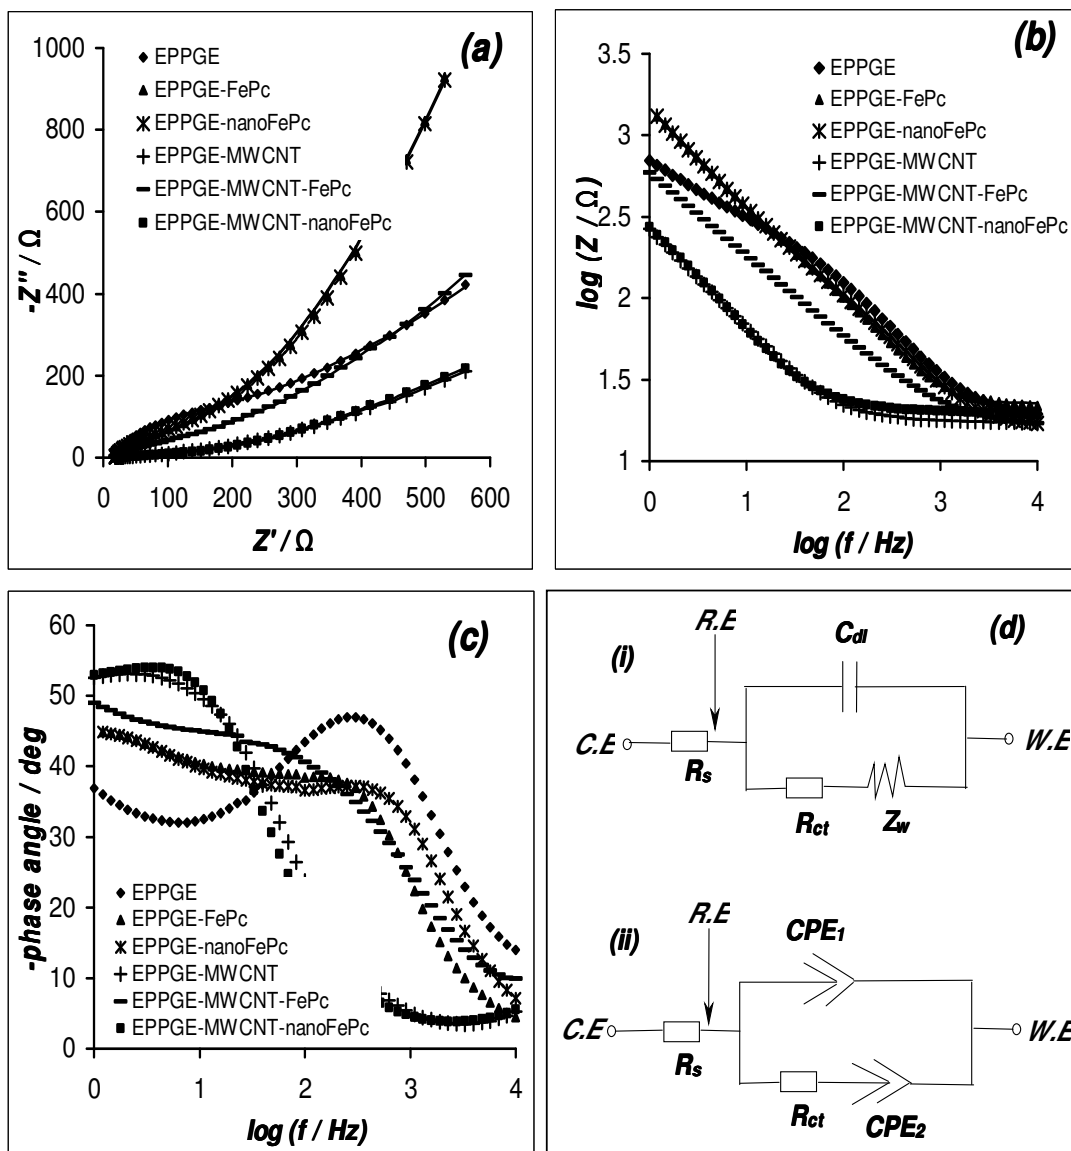 (a)
1000
800
600
400
200
0
-Z" / Ω
EPPGE
EPPGE-FePc
EPPGE-nanoFePc
EPPGE-MWCNT
EPPGE-MWCNT-FePc
EPPGE-MWCNT-nanoFePc
0 100 200 300 400 500 600
Z' / Ω
(b)
3.5
3
2.5
2
1.5
1
log (Z / Ω)
EPPGE
EPPGE-FePc
EPPGE-nanoFePc
EPPGE-MWCNT
EPPGE-MWCNT-FePc
EPPGE-MWCNT-nanoFePc
0 1 2 3 4
log (f / Hz)
(c)
60
50
40
30
20
10
0
-phase angle / deg
EPPGE
EPPGE-FePc
EPPGE-nanoFePc
EPPGE-MWCNT
EPPGE-MWCNT-FePc
EPPGE-MWCNT-nanoFePc
0 1 2 3 4
log (f / Hz)
(d)
(i)
R.E
Cdl
C.E
Rs
Rct
Zw
W.E
(ii)
R.E
CPE1
C.E
Rs
Rct
CPE2
W.E